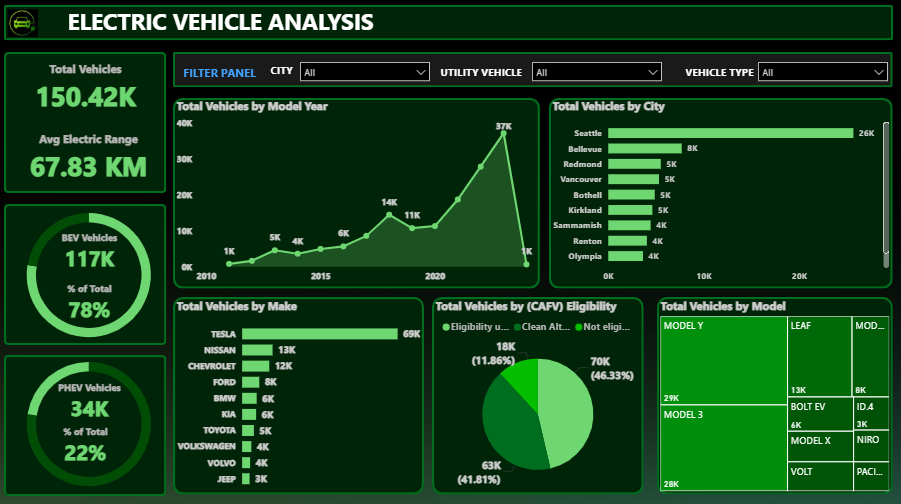 ELECTRIC VEHICLE ANALYSIS
Total Vehicles
150.42K
Avg Electric Range
67.83 KM
FILTER PANEL
CITY
All
UTILITY VEHICLE
All
VEHICLE TYPE
All
Total Vehicles by Model Year
40K
30K
20K
10K
0K
1K
5K
4K
6K
14K
11K
37K
1K
2010
2015
2020
Total Vehicles by City
Seattle 26K
Bellevue 8K
Redmond 5K
Vancouver 5K
Bothell 5K
Kirkland 5K
Sammamish 4K
Renton 4K
Olympia 4K
0K 10K 20K
BEV Vehicles
117K
% of Total
78%
PHEV Vehicles
34K
% of Total
22%
Total Vehicles by Make
TESLA 69K
NISSAN 13K
CHEVROLET 12K
FORD 8K
BMW 6K
KIA 6K
TOYOTA 5K
VOLKSWAGEN 4K
VOLVO 4K
JEEP 3K
Total Vehicles by (CAFV) Eligibility
Eligibility u... Clean Alt... Not eligi...
18K
(11.86%)
70K
(46.33%)
63K
(41.81%)
Total Vehicles by Model
MODEL Y
29K
MODEL 3
28K
LEAF
13K
MOD...
8K
BOLT EV
6K
ID.4
3K
MODEL X
NIRO
VOLT
PACI...